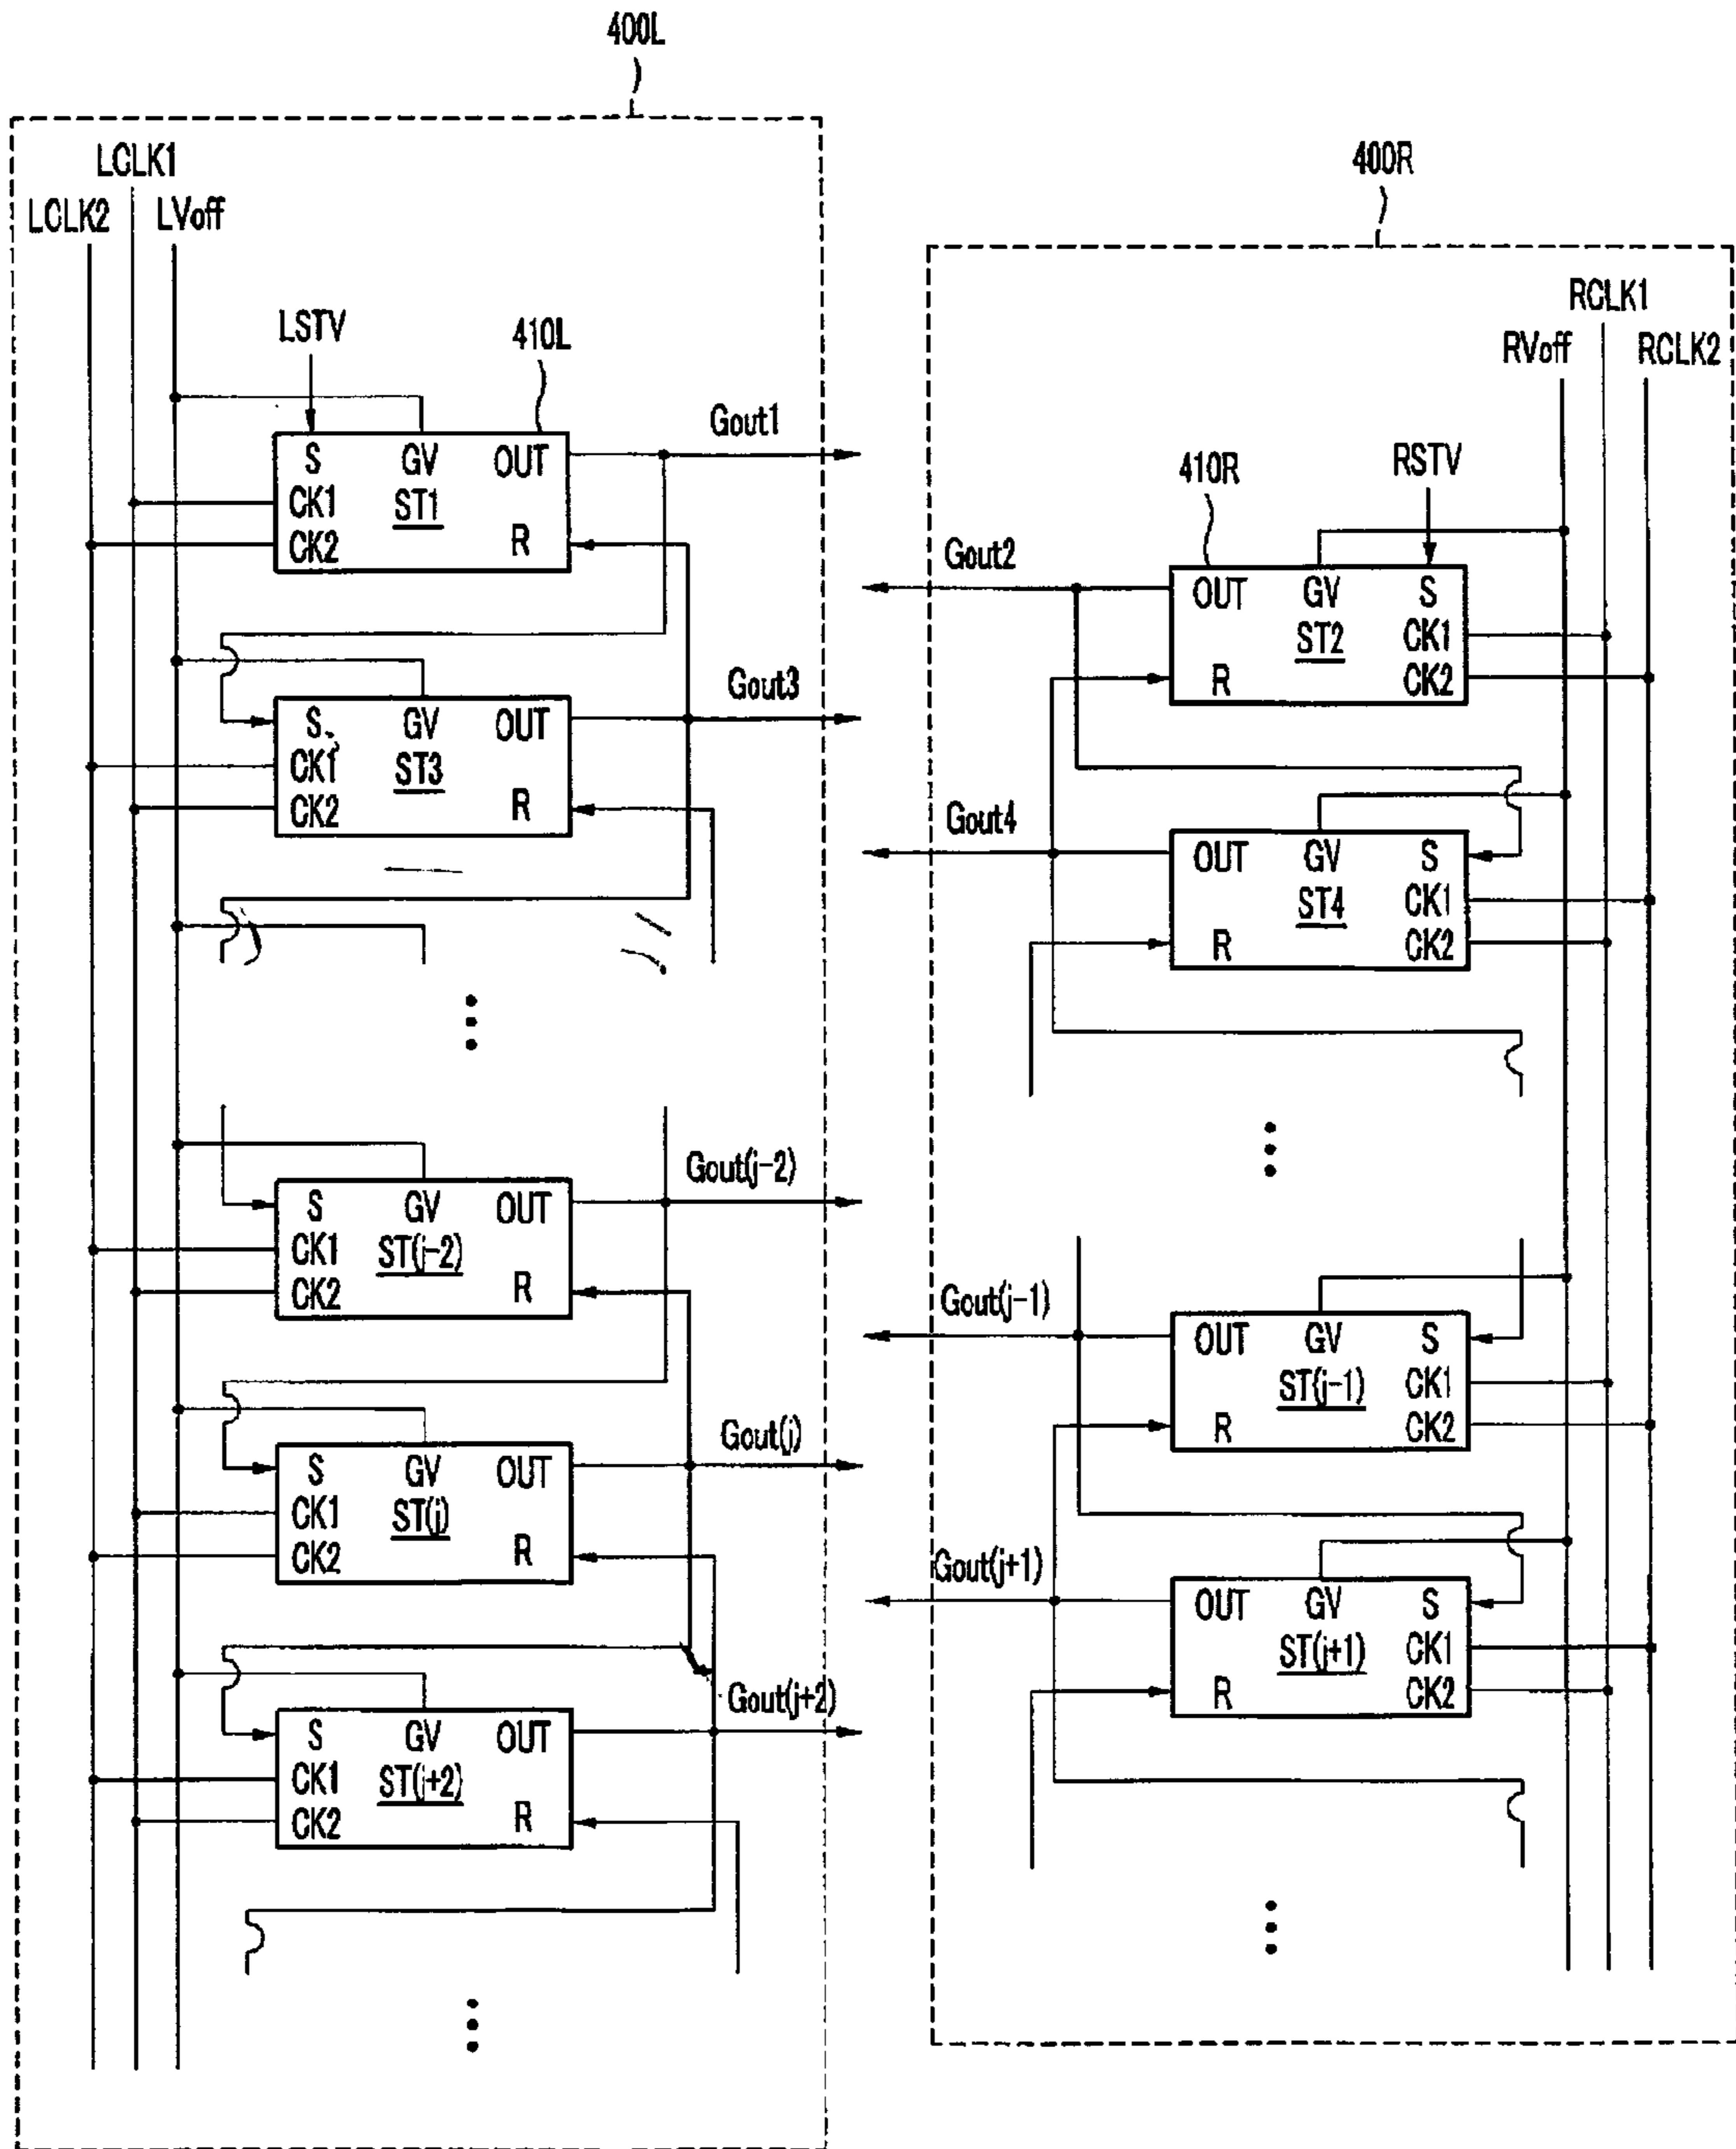 400L
LCLK1
LCLK2
LVoff
LSTV
410L
S
GV
OUT
CK1
ST1
CK2
R
Gout1
S
GV
OUT
CK1
ST3
CK2
R
Gout3
S
GV
OUT
CK1
ST(j-2)
CK2
R
Gout(j-2)
S
GV
OUT
CK1
ST(j)
CK2
R
Gout(j)
S
GV
OUT
CK1
ST(j+2)
CK2
R
Gout(j+2)
400R
RCLK1
RVoff
RCLK2
RSTV
410R
Gout2
OUT
GV
S
ST2
CK1
R
CK2
Gout4
OUT
GV
S
ST4
CK1
R
CK2
Gout(j-1)
OUT
GV
S
ST(j-1)
CK1
R
CK2
Gout(j+1)
OUT
GV
S
ST(j+1)
CK1
R
CK2